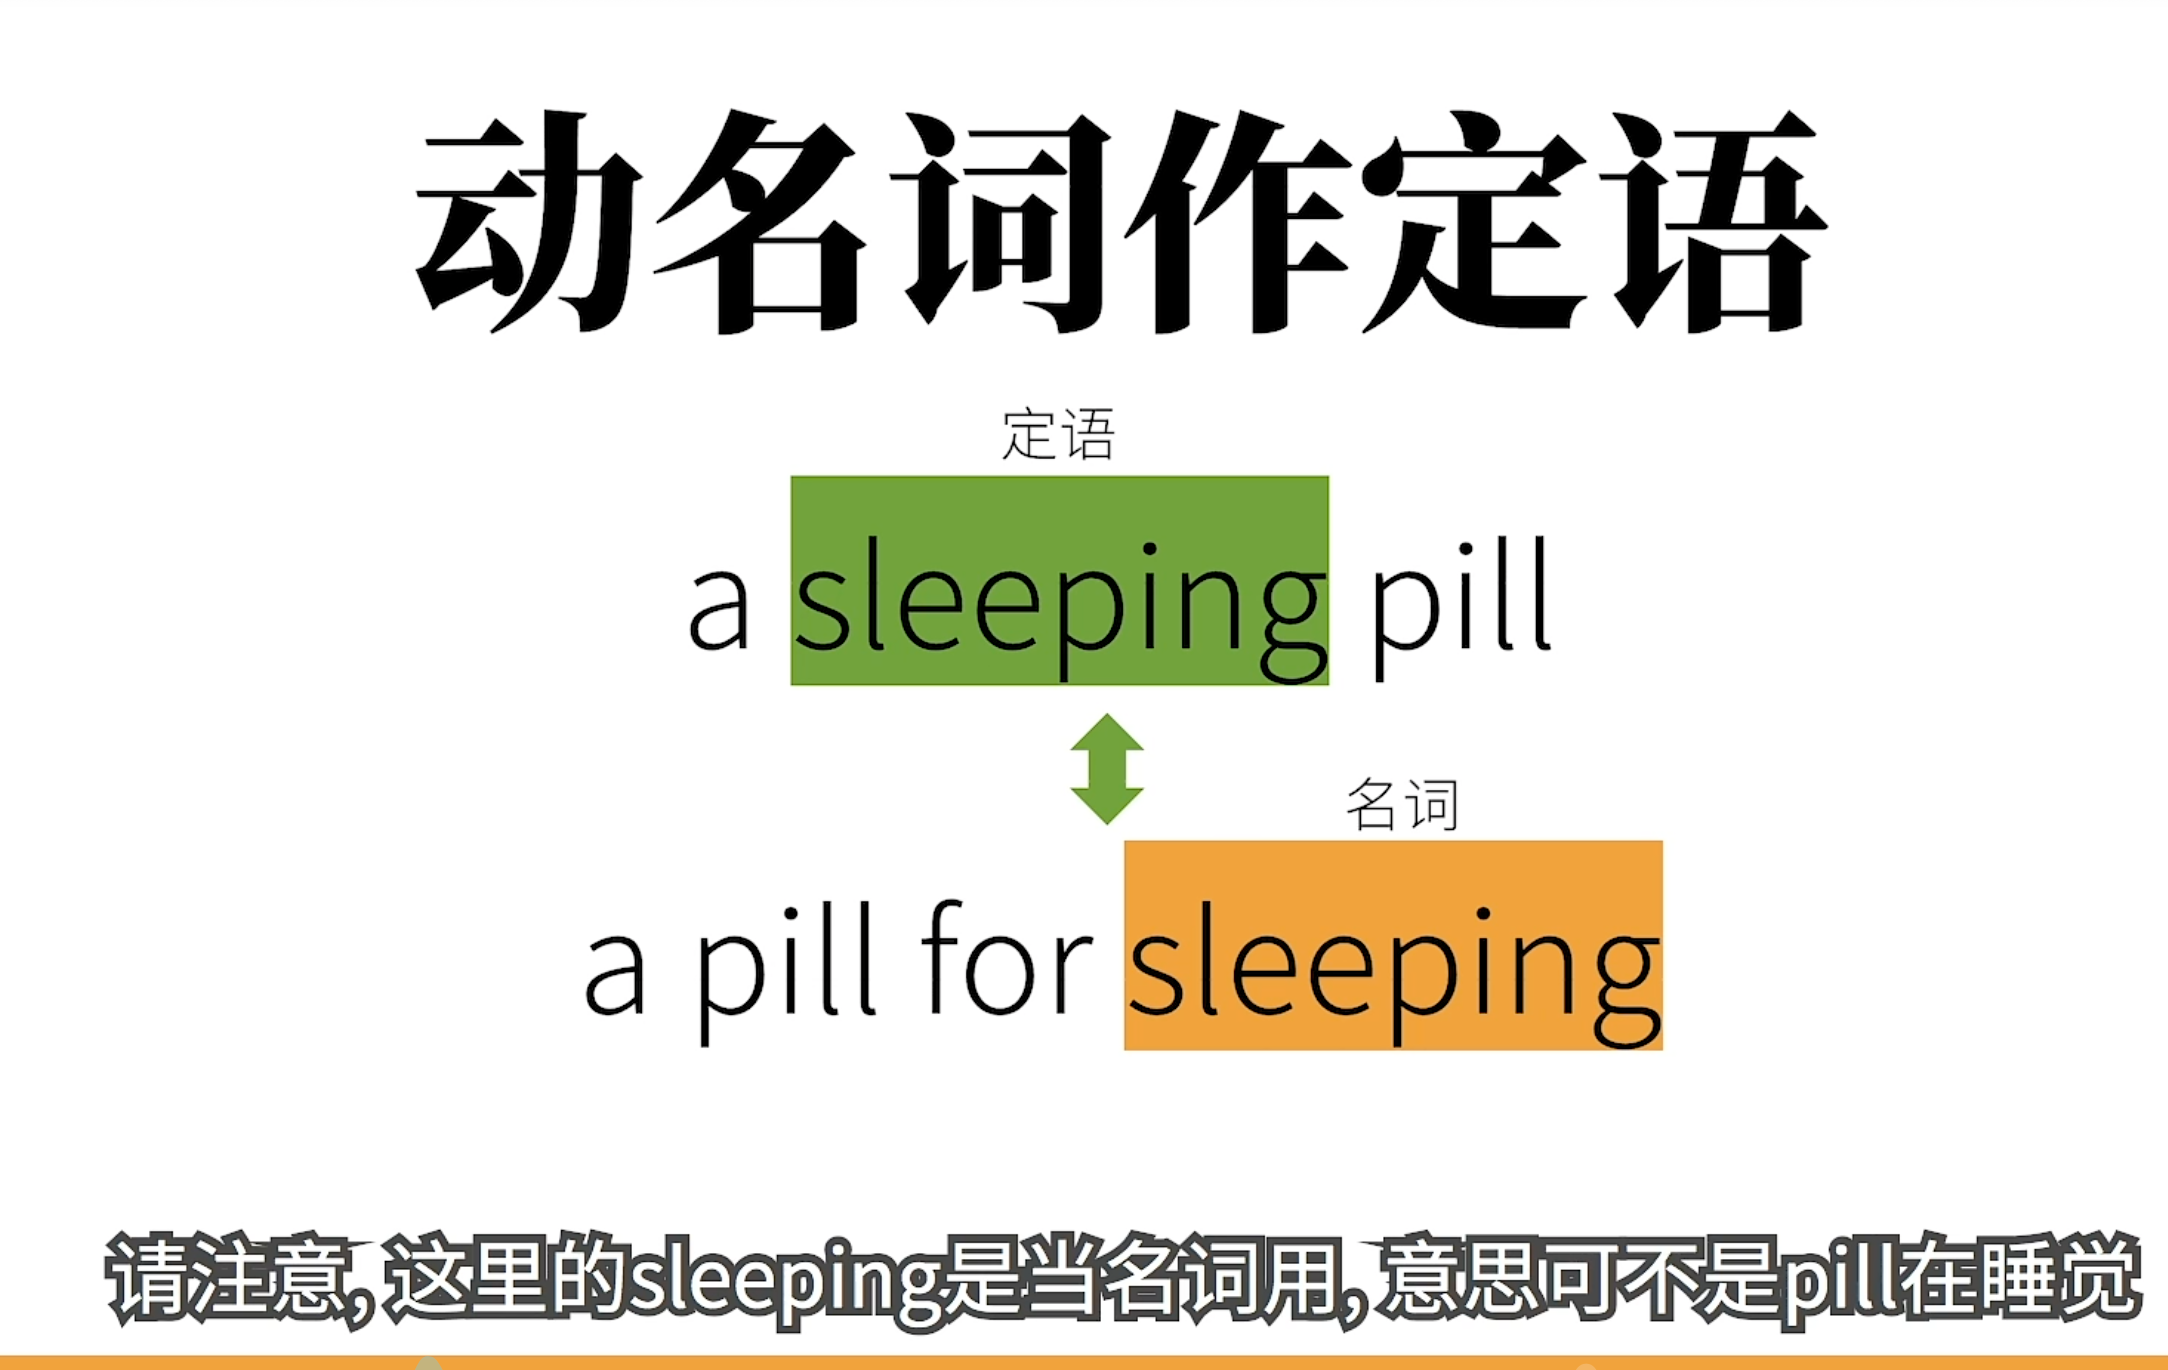 动名词作定语
定语
a sleeping pill
名词
a pill for sleeping
请注意,这里的sleeping是当名词用,意思可不是pill在睡觉